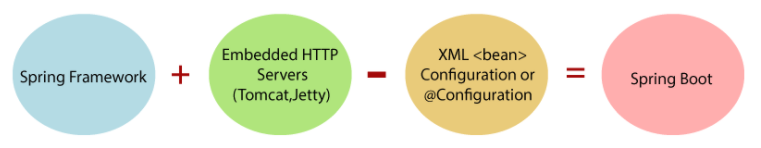 Spring Framework
+
Embedded HTTP
Servers
(Tomcat,Jetty)
-
XML <bean>
Configuration or
@Configuration
=
Spring Boot